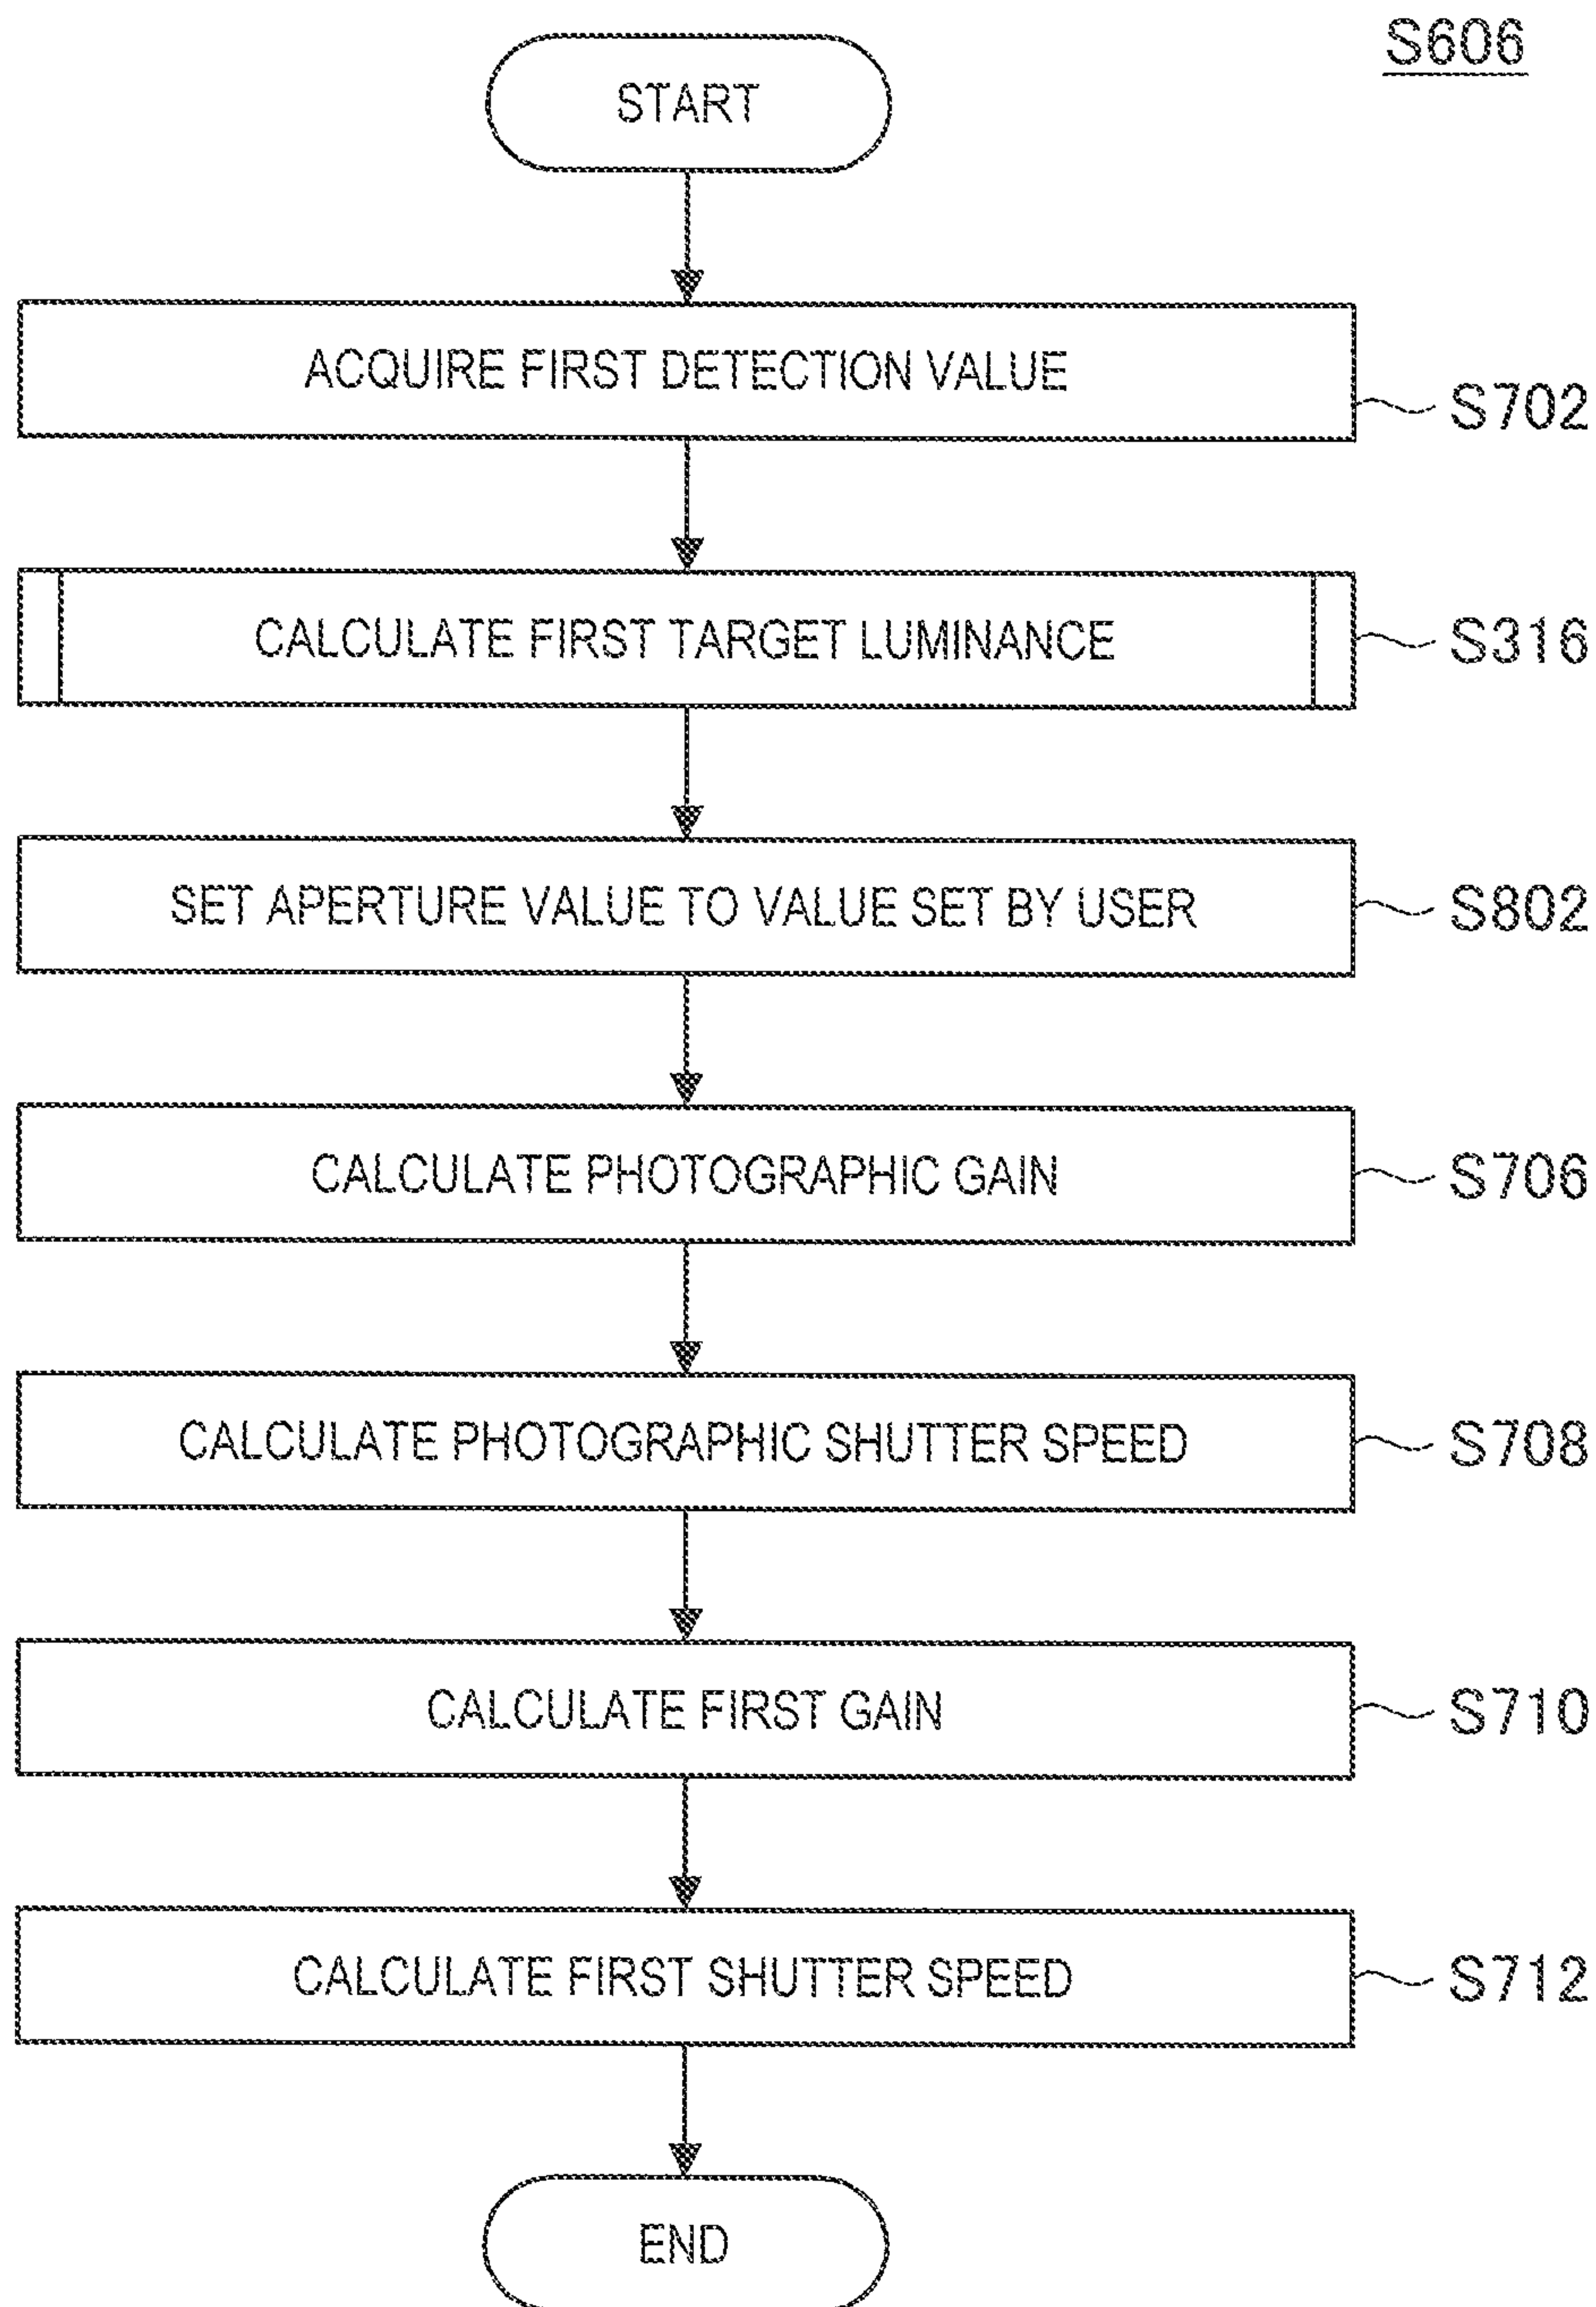 S606
START
ACQUIRE FIRST DETECTION VALUE
S702
CALCULATE FIRST TARGET LUMINANCE
S316
SET APERTURE VALUE TO VALUE SET BY USER
S802
CALCULATE PHOTOGRAPHIC GAIN
S706
CALCULATE PHOTOGRAPHIC SHUTTER SPEED
S708
CALCULATE FIRST GAIN
S710
CALCULATE FIRST SHUTTER SPEED
S712
END